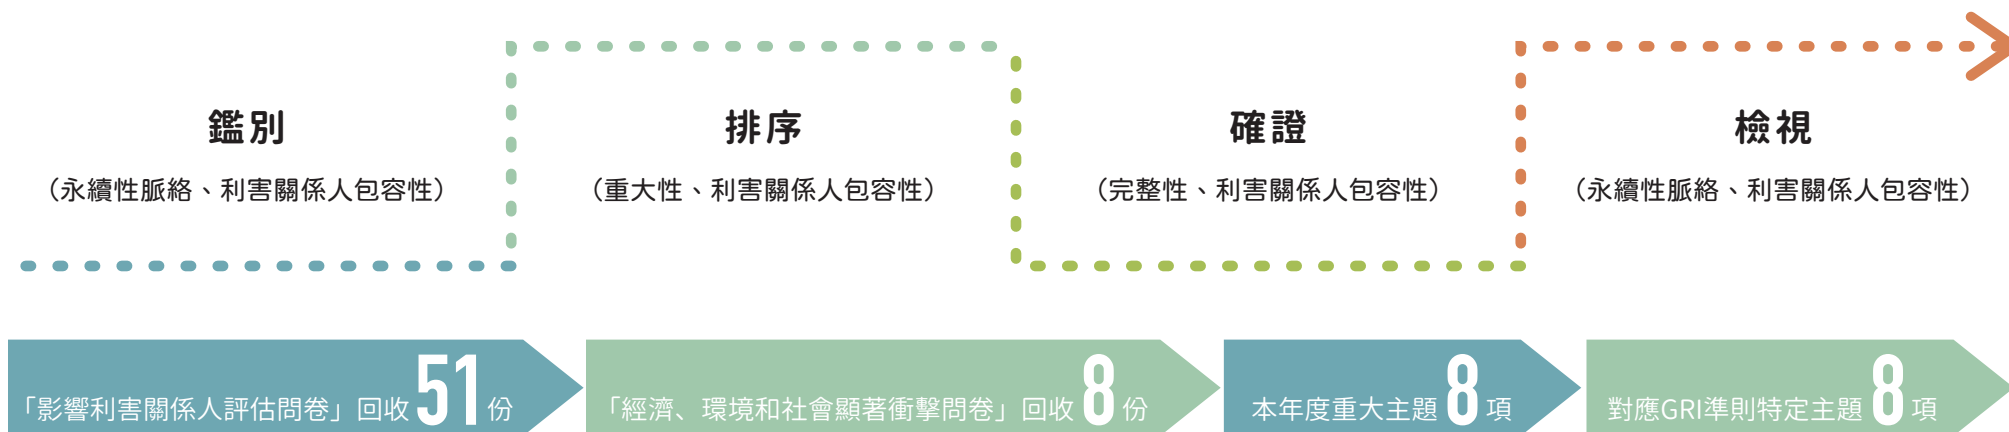 鑑別
（永續性脈絡、利害關係人包容性）
排序
（重大性、利害關係人包容性）
確證
（完整性、利害關係人包容性）
檢視
（永續性脈絡、利害關係人包容性）
「影響利害關係人評估問卷」回收51份
「經濟、環境和社會顯著衝擊問卷」回收8份
本年度重大主題8項
對應GRI準則特定主題8項